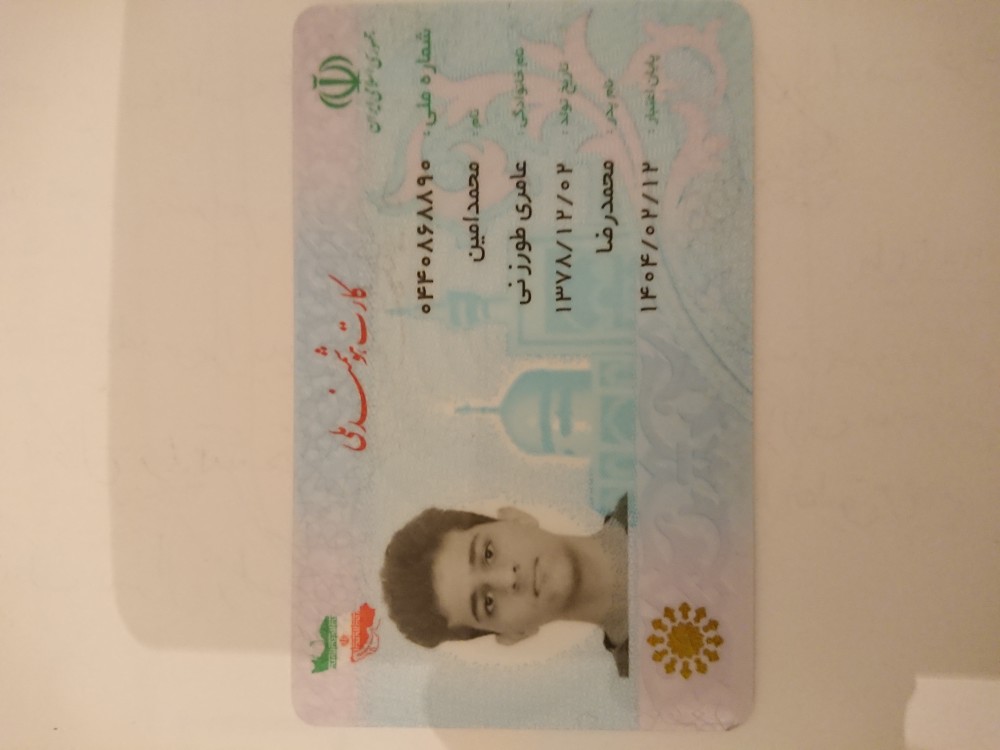 جمهوری اسلامی ایران
کارت هوشمند ملی
شماره ملی: ۰۴۴۰۸۶۸۸۹۰
نام: محمدامین
نام خانوادگی: عامری طورزنی
تاریخ تولد: ۱۳۷۸/۱۲/۰۲
نام پدر: محمدرضا
پایان اعتبار: ۱۴۰۴/۰۲/۱۲